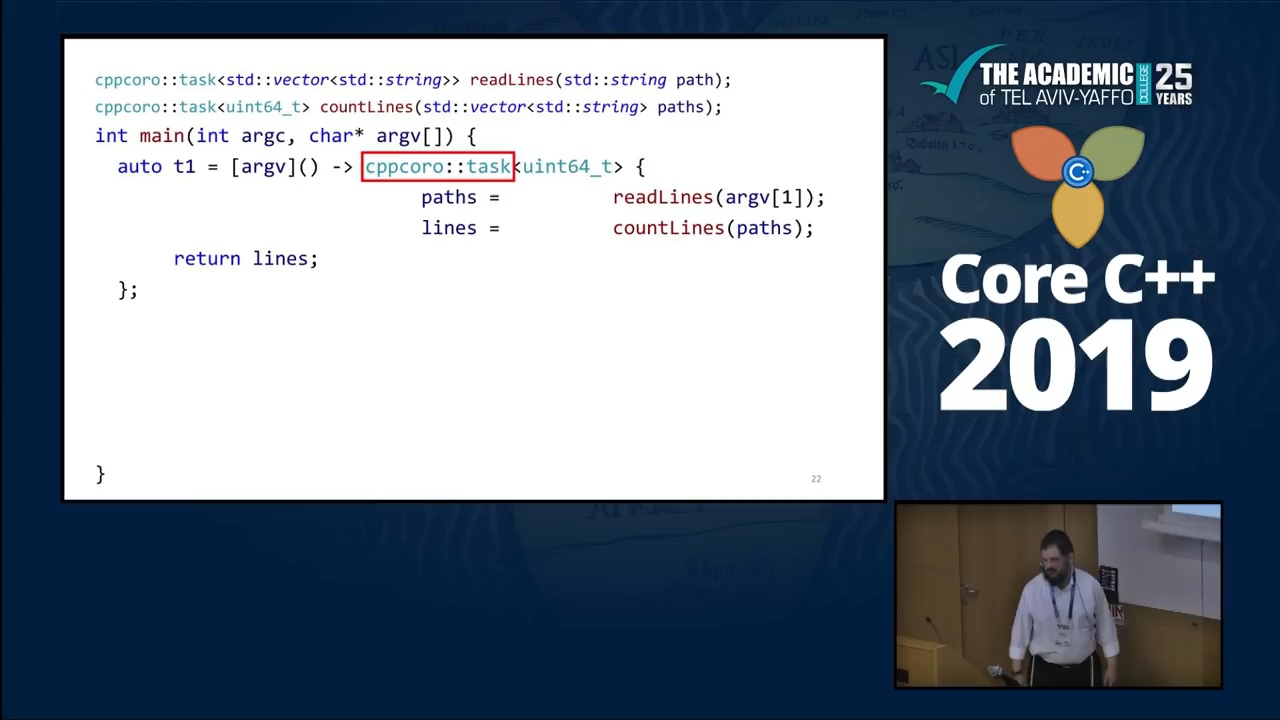 cppcoro::task<std::vector<std::string>> readLines(std::string path);
cppcoro::task<uint64_t> countLines(std::vector<std::string> paths);
int main(int argc, char* argv[]) {
auto t1 = [argv]() -> cppcoro::task<uint64_t> {
paths = readLines(argv[1]);
lines = countLines(paths);
return lines;
};
}
22
THE ACADEMIC
of TEL AVIV-YAFFO
COLLEGE
25
YEARS
C++
Core C++
2019